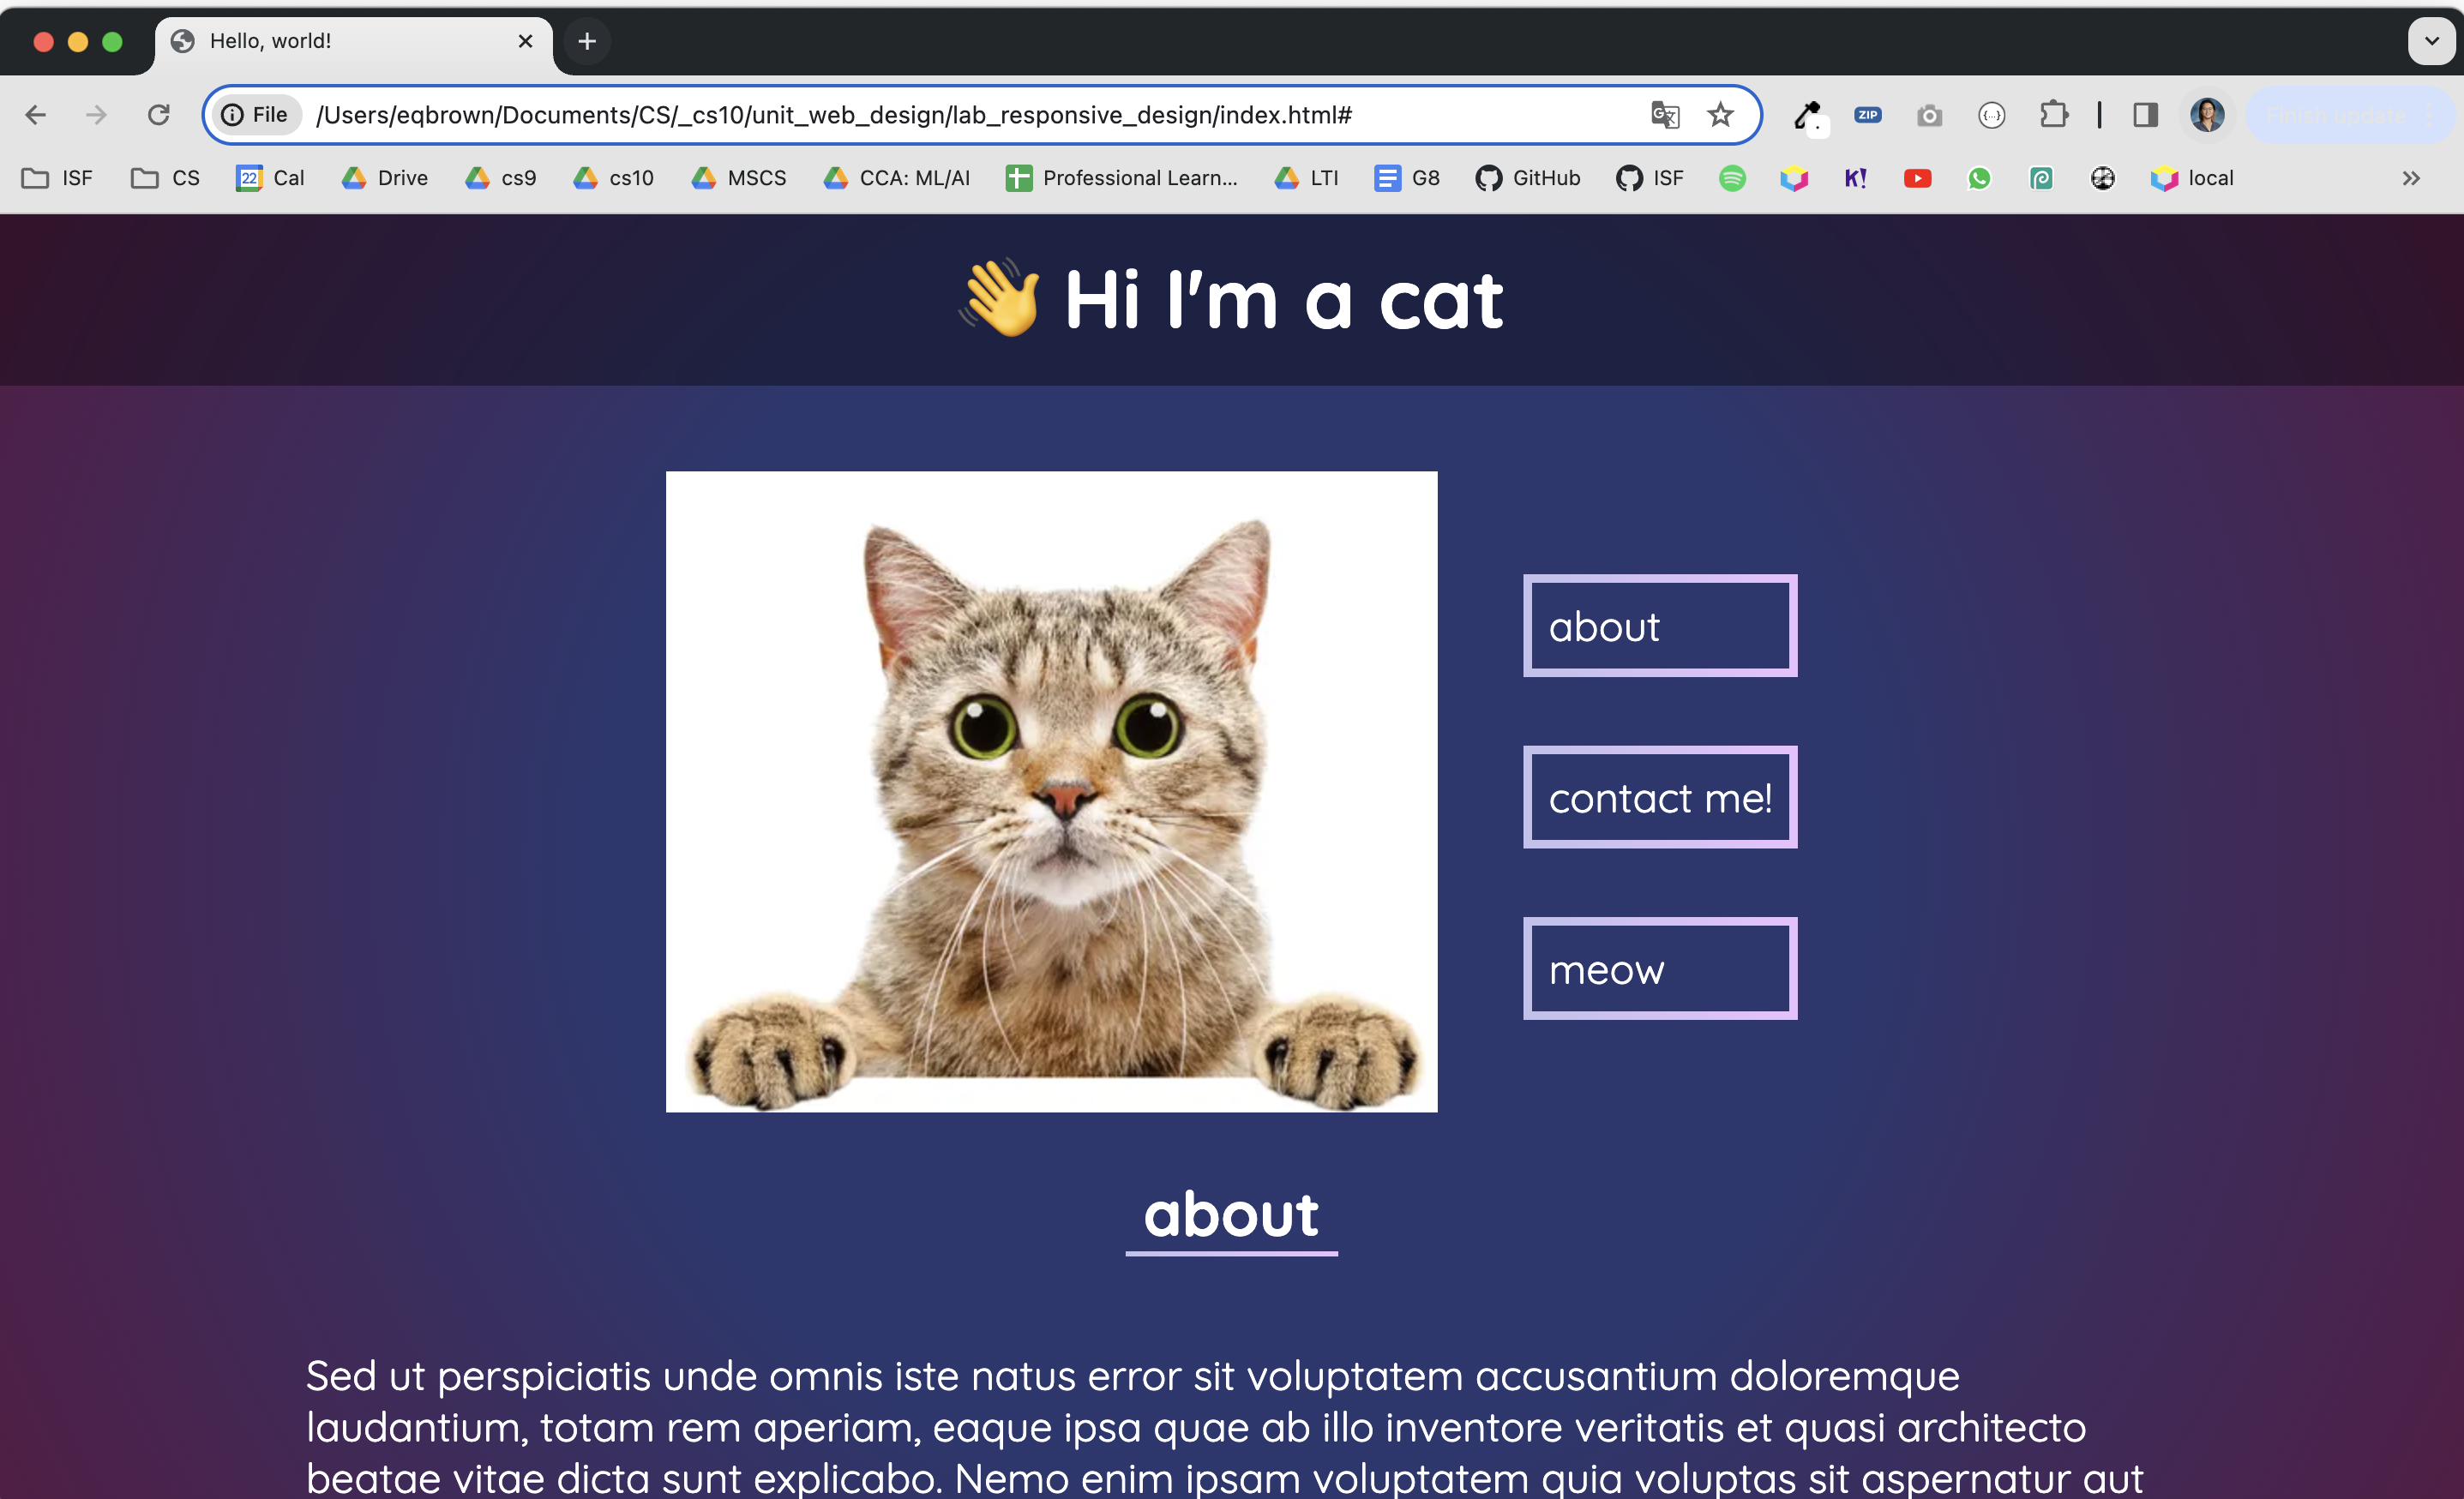 Hello, world!
File /Users/eqbrown/Documents/CS/_cs10/unit_web_design/lab_responsive_design/index.html#
ZIP
Finish update
ISF CS 22 Cal Drive cs9 cs10 MSCS CCA: ML/AI Professional Learn... LTI G8 GitHub ISF K! local
👋 Hi I'm a cat
about
contact me!
meow
about
Sed ut perspiciatis unde omnis iste natus error sit voluptatem accusantium doloremque
laudantium, totam rem aperiam, eaque ipsa quae ab illo inventore veritatis et quasi architecto
beatae vitae dicta sunt explicabo. Nemo enim ipsam voluptatem quia voluptas sit aspernatur aut